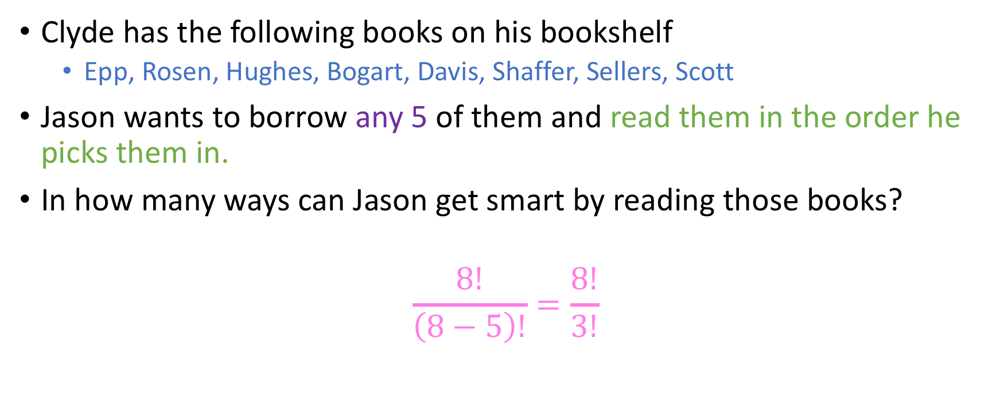 • Clyde has the following books on his bookshelf
• Epp, Rosen, Hughes, Bogart, Davis, Shaffer, Sellers, Scott
• Jason wants to borrow any 5 of them and read them in the order he
picks them in.
• In how many ways can Jason get smart by reading those books?
8!/(8 − 5)! = 8!/3!